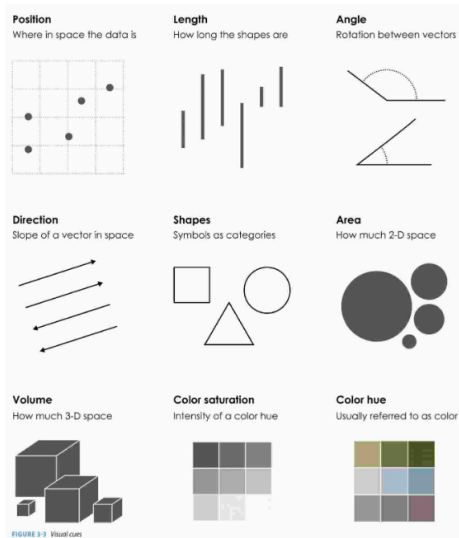 Position
Where in space the data is
Length
How long the shapes are
Angle
Rotation between vectors
Direction
Slope of a vector in space
Shapes
Symbols as categories
Area
How much 2-D space
Volume
How much 3-D space
Color saturation
Intensity of a color hue
Color hue
Usually referred to as color
FIGURE 3-3 Visual cues